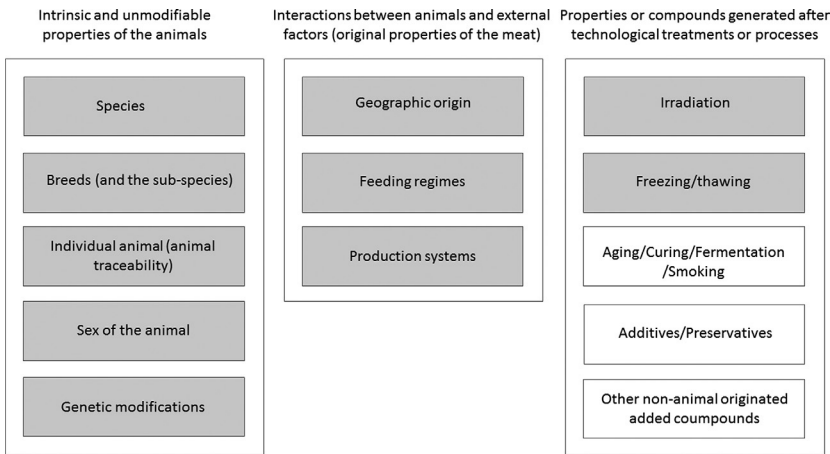 Intrinsic and unmodifiable
properties of the animals
Species
Breeds (and the sub-species)
Individual animal (animal
traceability)
Sex of the animal
Genetic modifications
Interactions between animals and external
factors (original properties of the meat)
Geographic origin
Feeding regimes
Production systems
Properties or compounds generated after
technological treatments or processes
Irradiation
Freezing/thawing
Aging/Curing/Fermentation
/Smoking
Additives/Preservatives
Other non-animal originated
added coumpounds